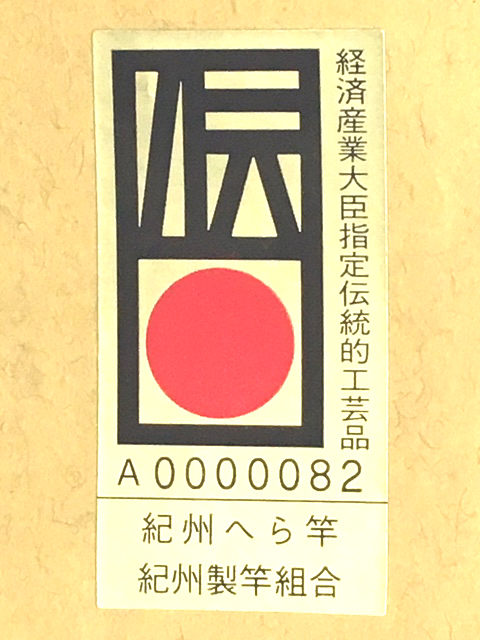 伝
経済産業大臣指定伝統的工芸品
A0000082
紀州へら竿
紀州製竿組合